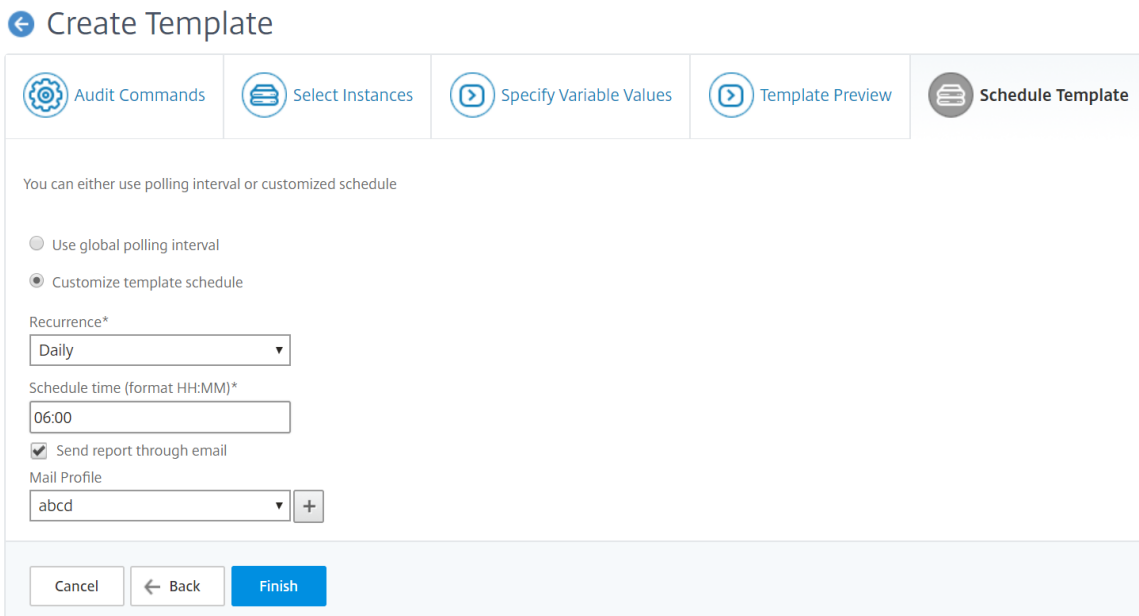 Create Template
Audit Commands
Select Instances
Specify Variable Values
Template Preview
Schedule Template
You can either use polling interval or customized schedule
Use global polling interval
Customize template schedule
Recurrence*
Daily
Schedule time (format HH:MM)*
06:00
Send report through email
Mail Profile
abcd
+
Cancel
Back
Finish